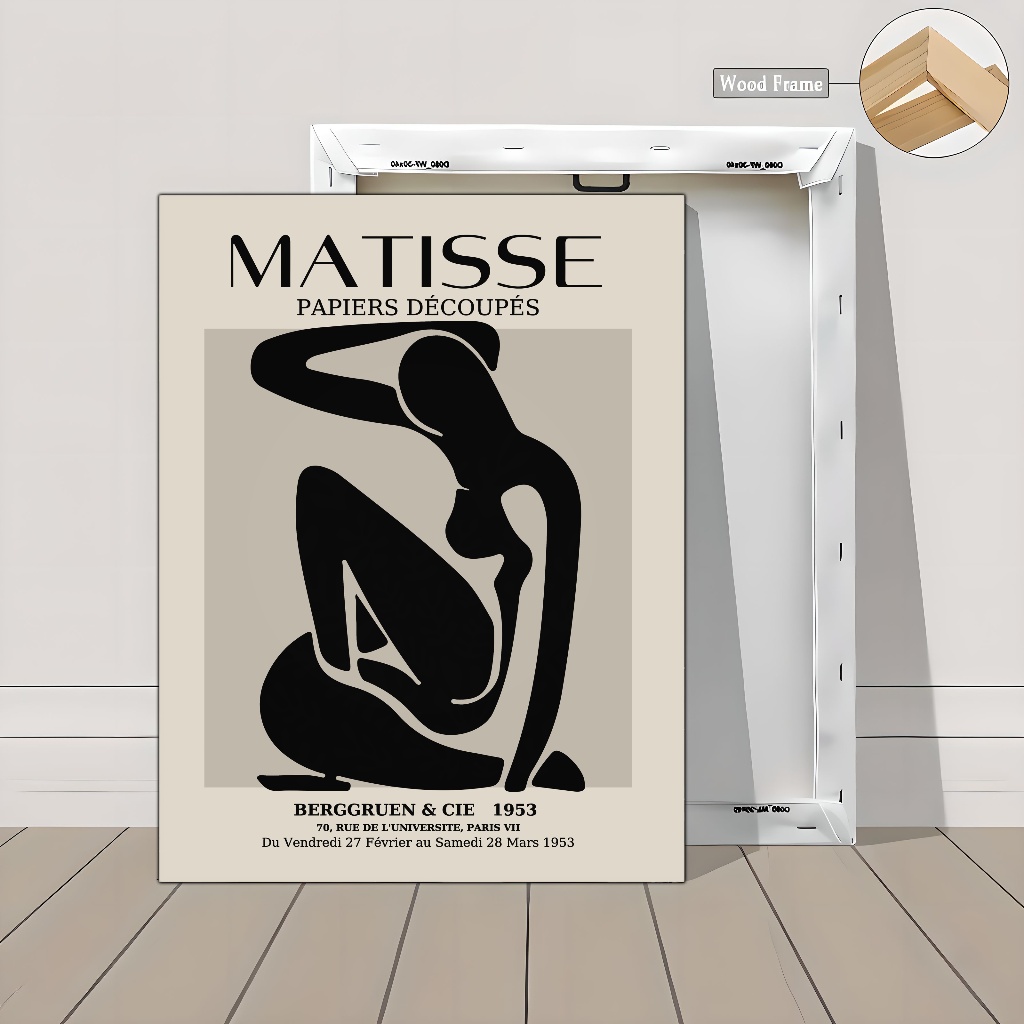 Wood Frame
MATISSE
PAPIERS DÉCOUPÉS
BERGGRUEN & CIE 1953
70, RUE DE L'UNIVERSITE, PARIS VII
Du Vendredi 27 Février au Samedi 28 Mars 1953